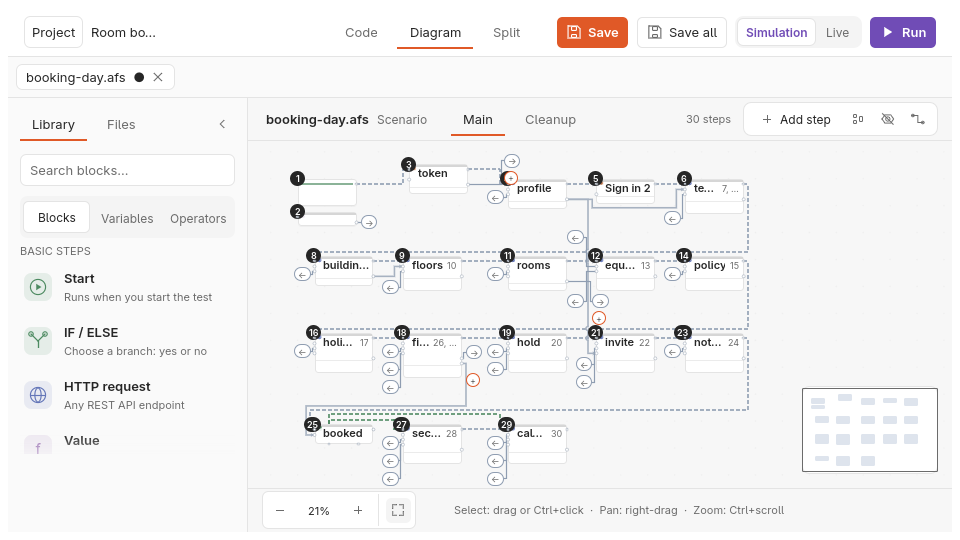 Project Room bo... Code Diagram Split Save Save all Simulation Live Run
booking-day.afs
Library Files
booking-day.afs Scenario Main Cleanup 30 steps Add step
Search blocks...
Blocks Variables Operators
BASIC STEPS
Start
Runs when you start the test
IF / ELSE
Choose a branch: yes or no
HTTP request
Any REST API endpoint
Value
1 3 token profile 5 Sign in 2 6 te... 7, ...
2
8 buildin... 9 floors 10 11 rooms 12 equ... 13 14 policy 15
16 holi... 17 18 fi... 26, ... 19 hold 20 21 invite 22 23 not... 24
25 booked 27 sec... 28 29 cal... 30
21% Select: drag or Ctrl+click · Pan: right-drag · Zoom: Ctrl+scroll